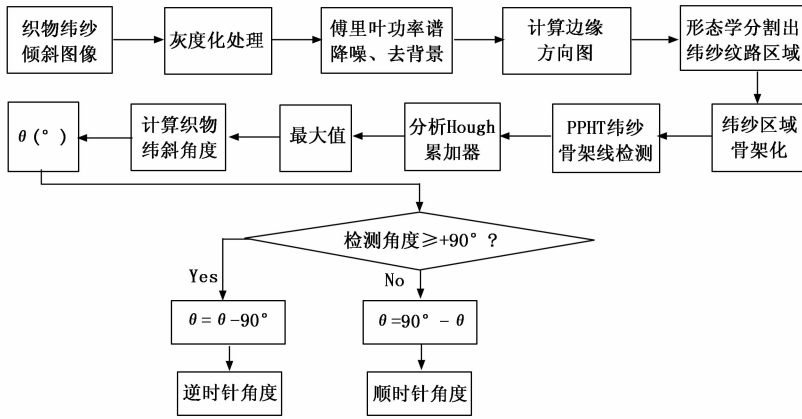 织物纬纱
倾斜图像
灰度化处理
傅里叶功率谱
降噪、去背景
计算边缘
方向图
形态学分割出
纬纱纹路区域
纬纱区域
骨架化
PPHT纬纱
骨架线检测
分析Hough
累加器
最大值
计算织物
纬斜角度
θ(°)
检测角度≥+90°?
Yes
No
θ=θ-90°
θ=90°-θ
逆时针角度
顺时针角度